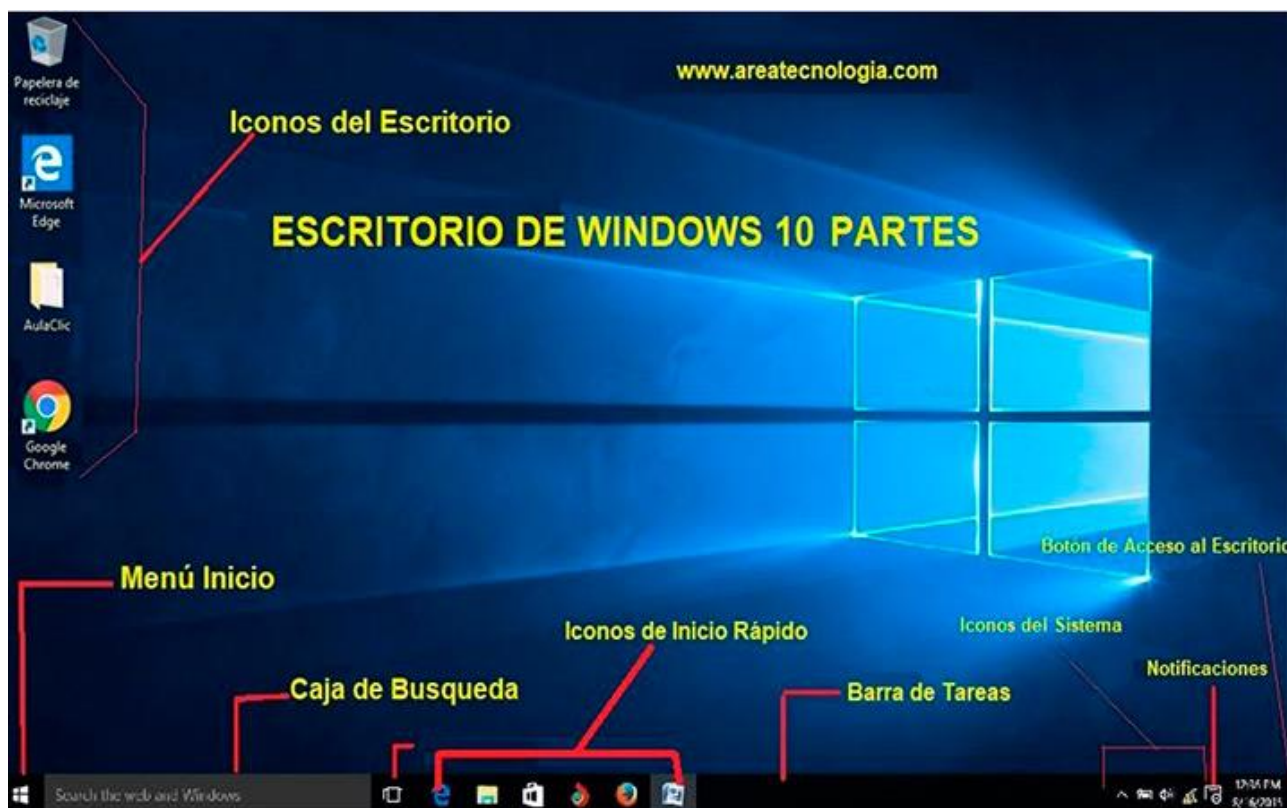 www.areatecnologia.com
Papelera de
reciclaje
Iconos del Escritorio
Microsoft
Edge
ESCRITORIO DE WINDOWS 10 PARTES
AulaClic
Google
Chrome
Botón de Acceso al Escritorio
Menú Inicio
Iconos de Inicio Rápido
Iconos del Sistema
Notificaciones
Caja de Busqueda
Barra de Tareas
Search the web and Windows
PM